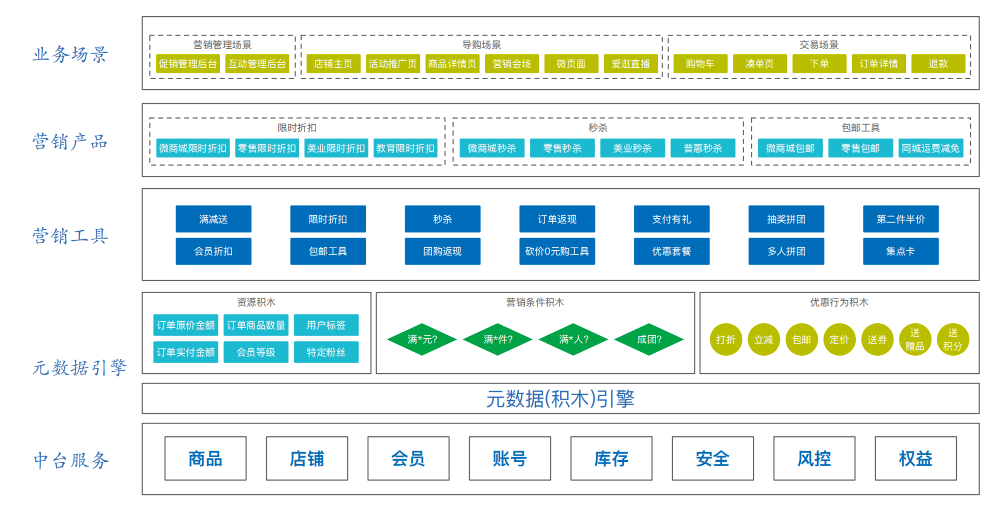 业务场景
营销管理场景
促销管理后台
互动管理后台
导购场景
店铺主页
活动推广页
商品详情页
营销会场
微页面
爱逛直播
交易场景
购物车
凑单页
下单
订单详情
退款
营销产品
限时折扣
微商城限时折扣
零售限时折扣
美业限时折扣
教育限时折扣
秒杀
微商城秒杀
零售秒杀
美业秒杀
普惠秒杀
包邮工具
微商城包邮
零售包邮
同城运费减免
营销工具
满减送
限时折扣
秒杀
订单返现
支付有礼
抽奖拼团
第二件半价
会员折扣
包邮工具
团购返现
砍价0元购工具
优惠套餐
多人拼团
集点卡
元数据引擎
资源积木
订单原价金额
订单商品数量
用户标签
订单实付金额
会员等级
特定粉丝
营销条件积木
满*元?
满*件?
满*人?
成团?
优惠行为积木
打折
立减
包邮
定价
送券
送
赠品
送
积分
元数据(积木)引擎
中台服务
商品
店铺
会员
账号
库存
安全
风控
权益